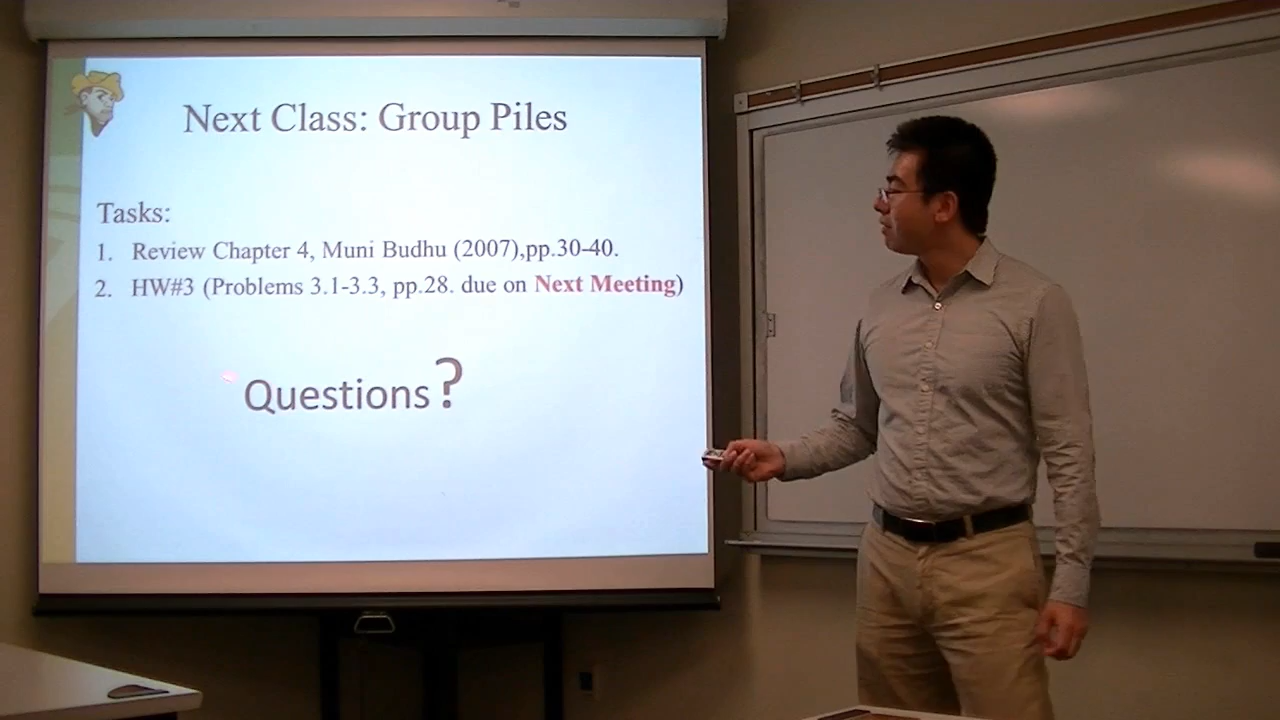 Next Class: Group Piles
Tasks:
1. Review Chapter 4, Muni Budhu (2007),pp.30-40.
2. HW#3 (Problems 3.1-3.3, pp.28. due on Next Meeting)
Questions?